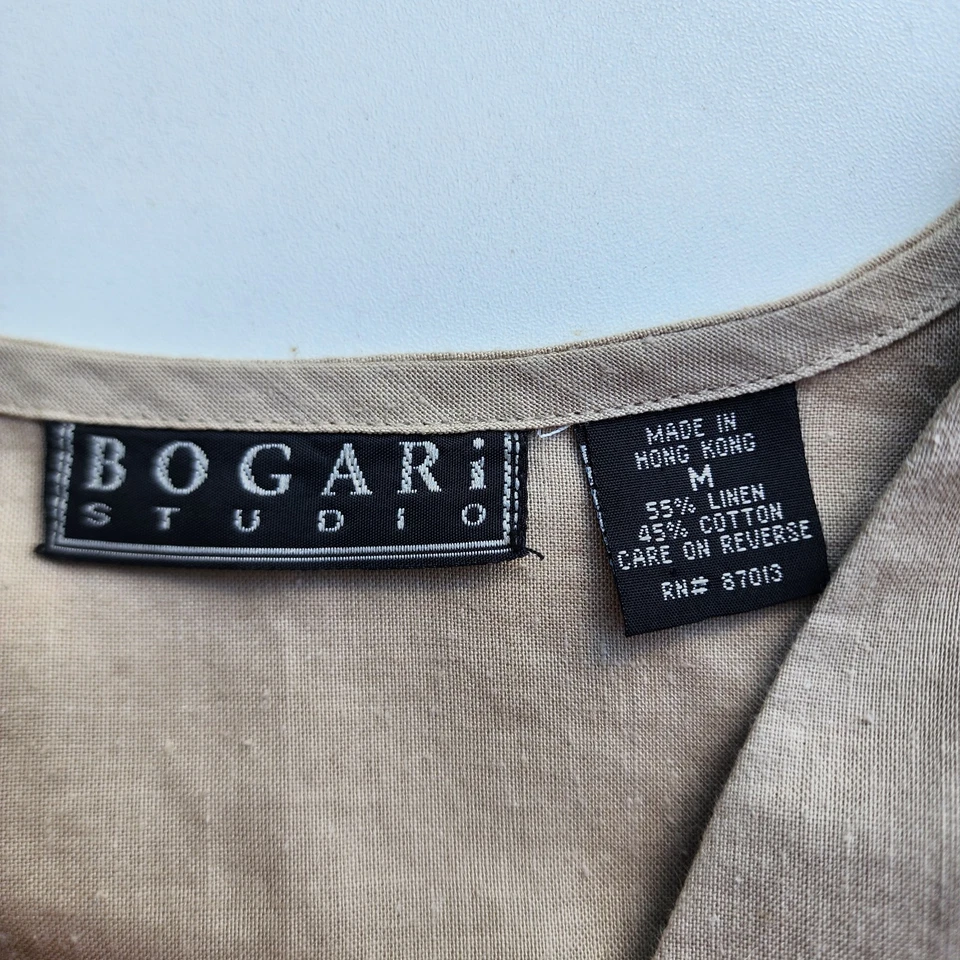 BOGARi
STUDIO
MADE IN
HONG KONG
M
55% LINEN
45% COTTON
CARE ON REVERSE
RN# 87013